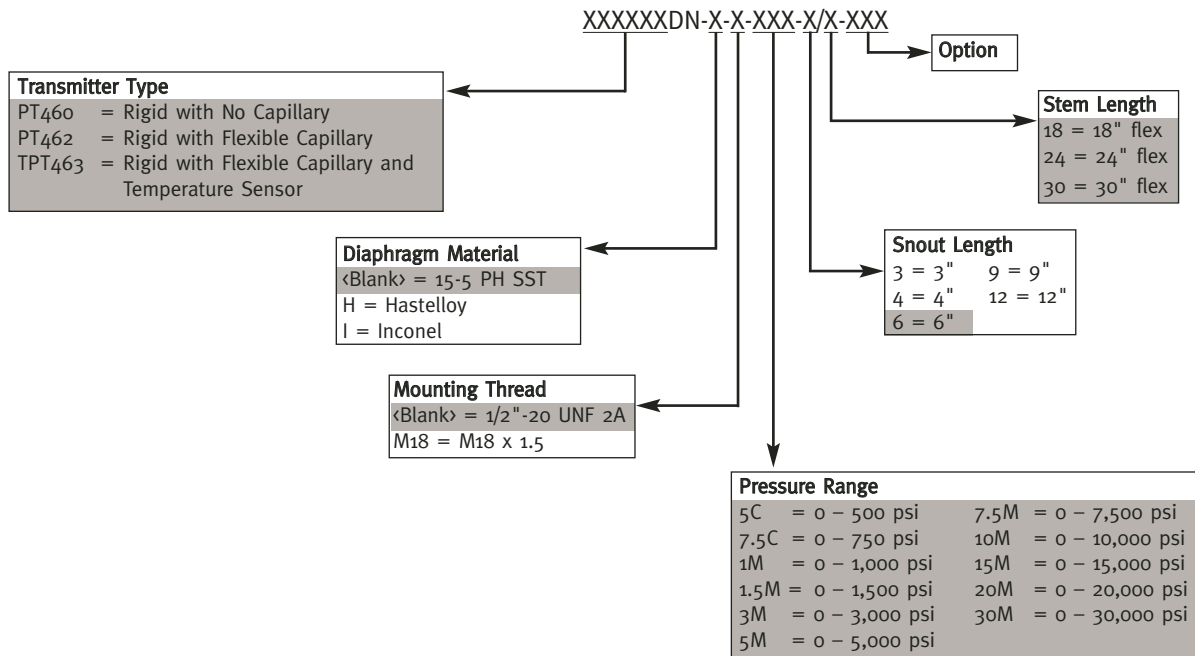 XXXXXXDN-X-X-XXX-X/X-XXX
Option
Transmitter Type
PT460 = Rigid with No Capillary
PT462 = Rigid with Flexible Capillary
TPT463 = Rigid with Flexible Capillary and
Temperature Sensor
Stem Length
18 = 18" flex
24 = 24" flex
30 = 30" flex
Diaphragm Material
<Blank> = 15-5 PH SST
H = Hastelloy
I = Inconel
Snout Length
3 = 3" 9 = 9"
4 = 4" 12 = 12"
6 = 6"
Mounting Thread
<Blank> = 1/2"-20 UNF 2A
M18 = M18 x 1.5
Pressure Range
5C = 0 – 500 psi 7.5M = 0 – 7,500 psi
7.5C = 0 – 750 psi 10M = 0 – 10,000 psi
1M = 0 – 1,000 psi 15M = 0 – 15,000 psi
1.5M = 0 – 1,500 psi 20M = 0 – 20,000 psi
3M = 0 – 3,000 psi 30M = 0 – 30,000 psi
5M = 0 – 5,000 psi